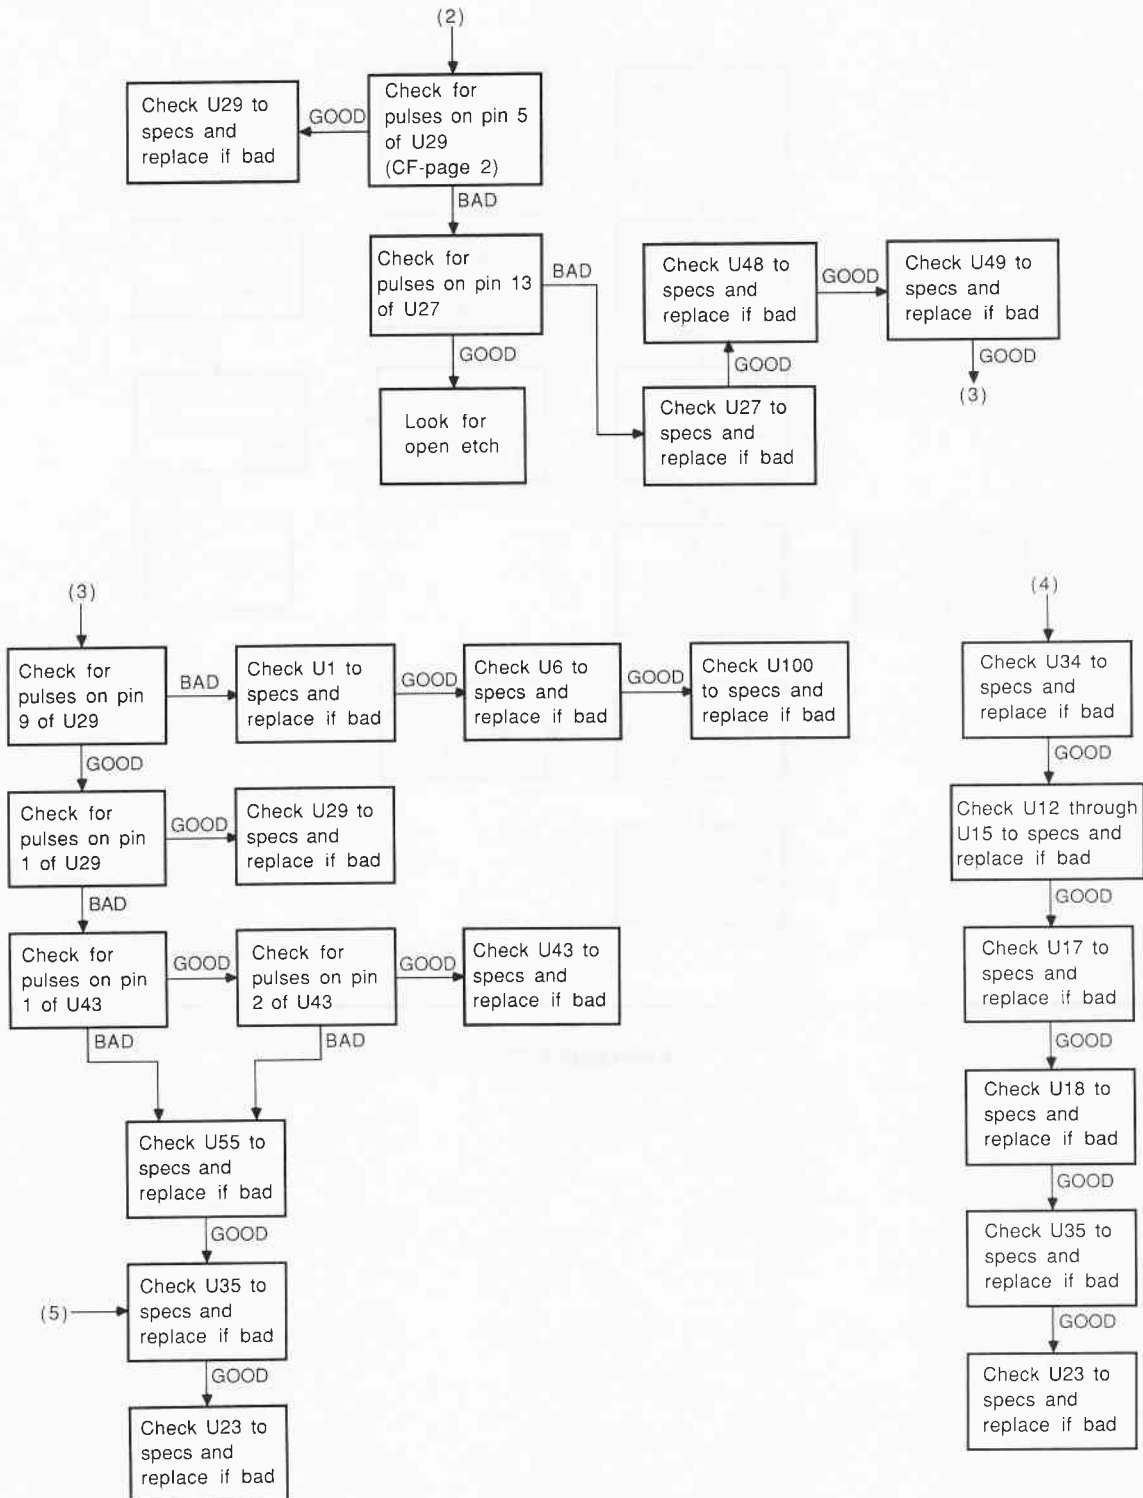 (2)
Check U29 to
specs and
replace if bad
GOOD
Check for
pulses on pin 5
of U29
(CF-page 2)
BAD
Check for
pulses on pin 13
of U27
BAD
GOOD
Look for
open etch
Check U48 to
specs and
replace if bad
GOOD
Check U49 to
specs and
replace if bad
GOOD
(3)
GOOD
Check U27 to
specs and
replace if bad
(3)
Check for
pulses on pin
9 of U29
BAD
Check U1 to
specs and
replace if bad
GOOD
Check U6 to
specs and
replace if bad
GOOD
Check U100
to specs and
replace if bad
GOOD
Check for
pulses on pin
1 of U29
GOOD
Check U29 to
specs and
replace if bad
BAD
Check for
pulses on pin
1 of U43
GOOD
Check for
pulses on pin
2 of U43
GOOD
Check U43 to
specs and
replace if bad
BAD
BAD
Check U55 to
specs and
replace if bad
GOOD
(5)
Check U35 to
specs and
replace if bad
GOOD
Check U23 to
specs and
replace if bad
(4)
Check U34 to
specs and
replace if bad
GOOD
Check U12 through
U15 to specs and
replace if bad
GOOD
Check U17 to
specs and
replace if bad
GOOD
Check U18 to
specs and
replace if bad
GOOD
Check U35 to
specs and
replace if bad
GOOD
Check U23 to
specs and
replace if bad